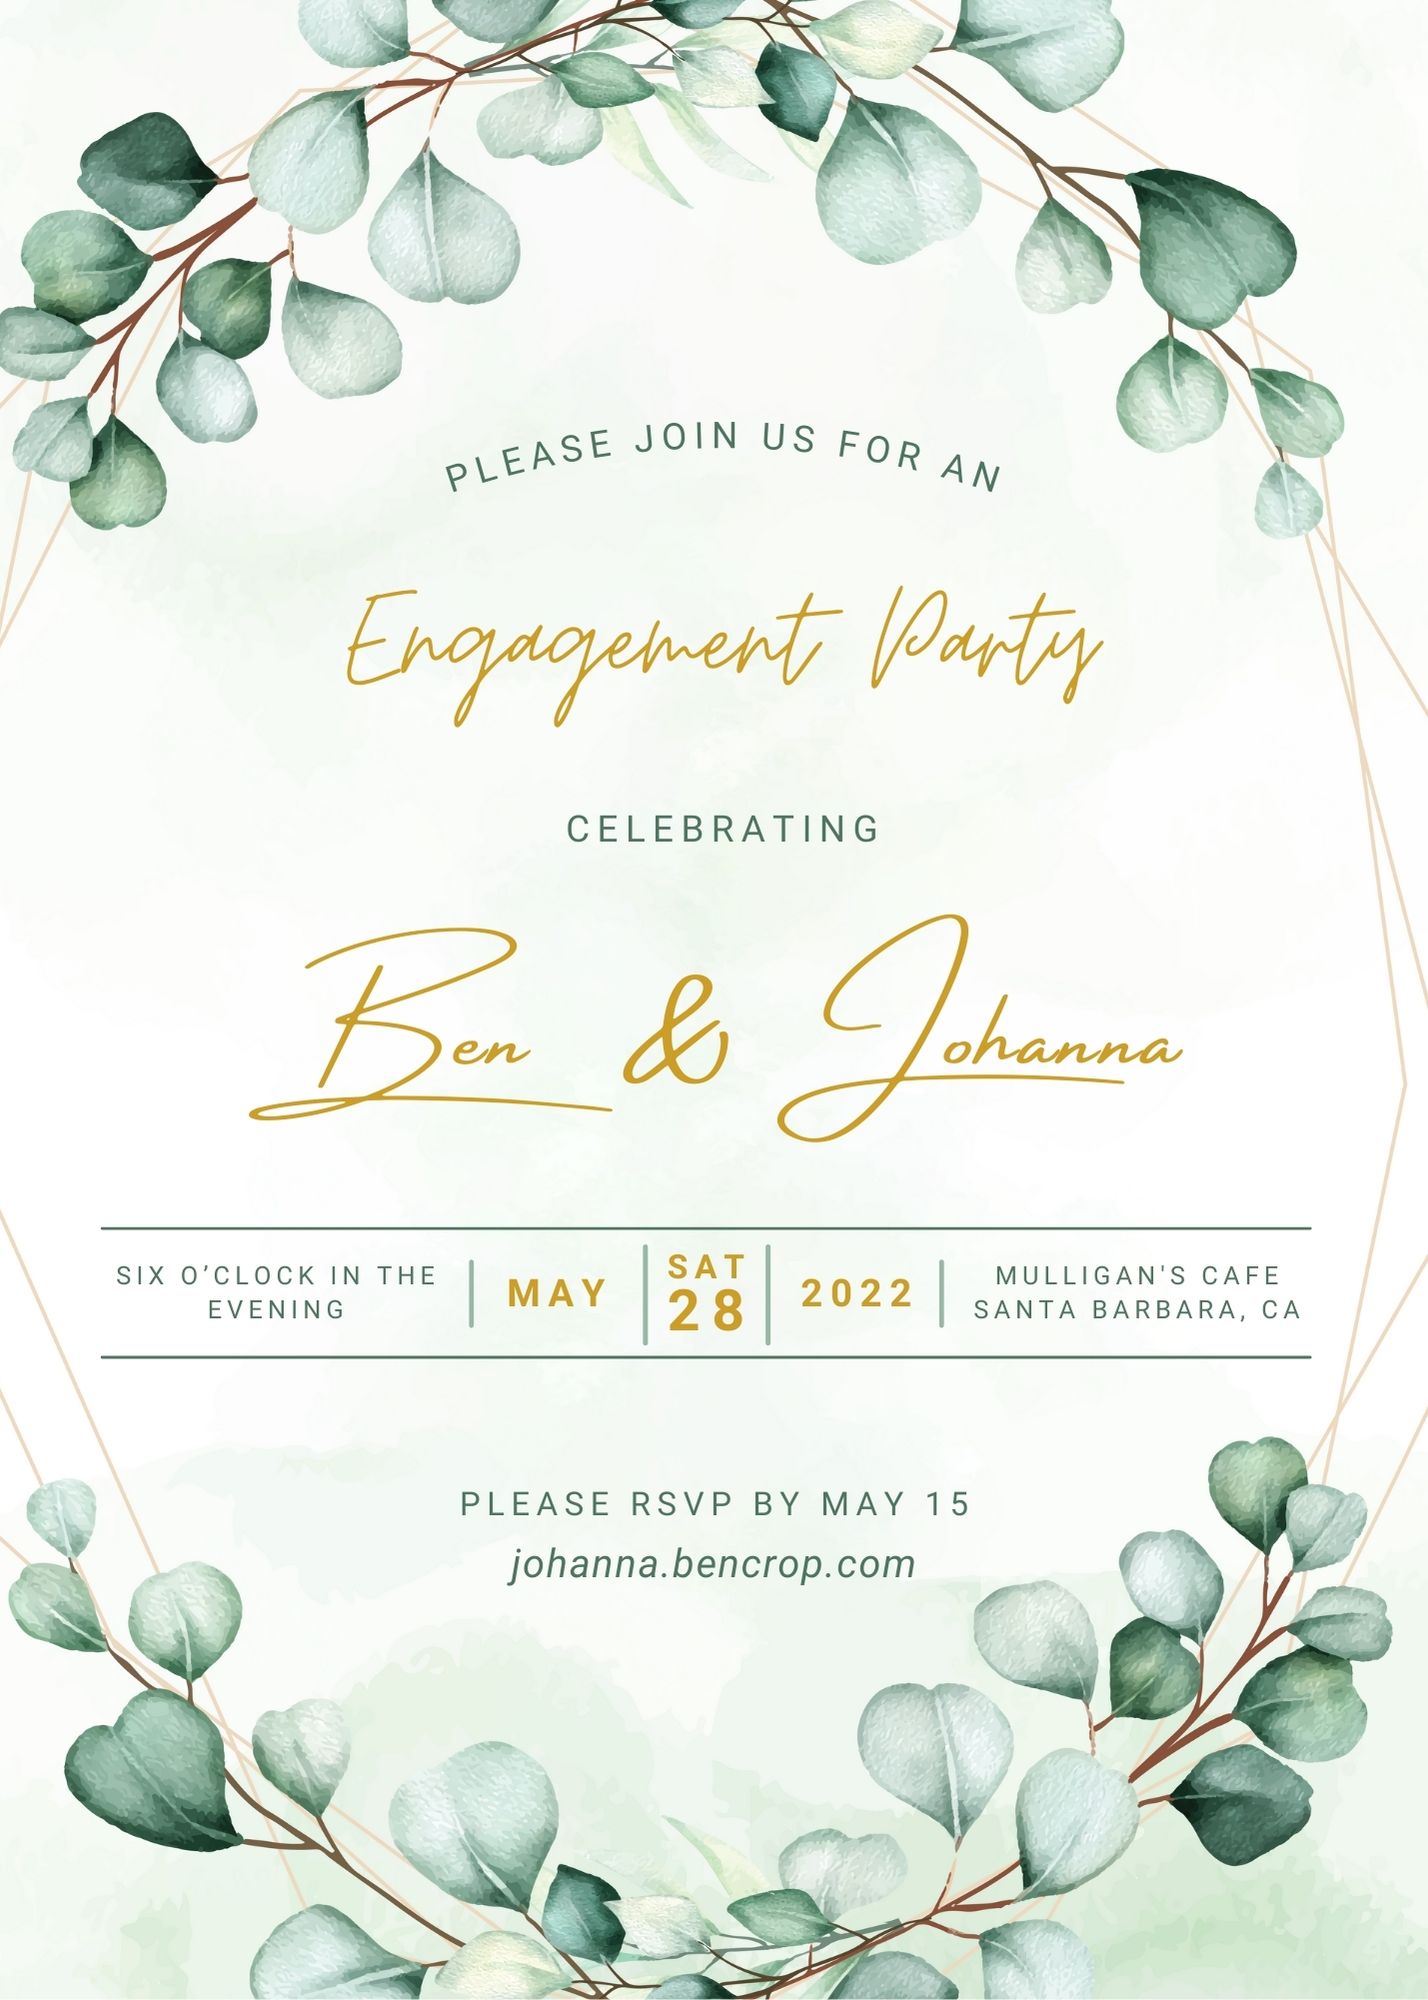 PLEASE JOIN US FOR AN
Engagement Party
CELEBRATING
Ben & Johanna
SIX O’CLOCK IN THE
EVENING
MAY
SAT
28
2022
MULLIGAN'S CAFE
SANTA BARBARA, CA
PLEASE RSVP BY MAY 15
johanna.bencrop.com